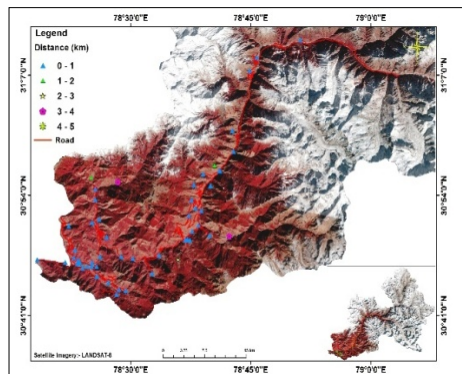 78°30'0"E 78°45'0"E 79°0'0"E
Legend
Distance (km)
0 - 1
1 - 2
2 - 3
3 - 4
4 - 5
Road
31°7'0"N
30°54'0"N
30°41'0"N
31°7'0"N
30°54'0"N
30°41'0"N
Satellite Imagery:- LANDSAT-8
0
78°30'0"E 78°45'0"E 79°0'0"E